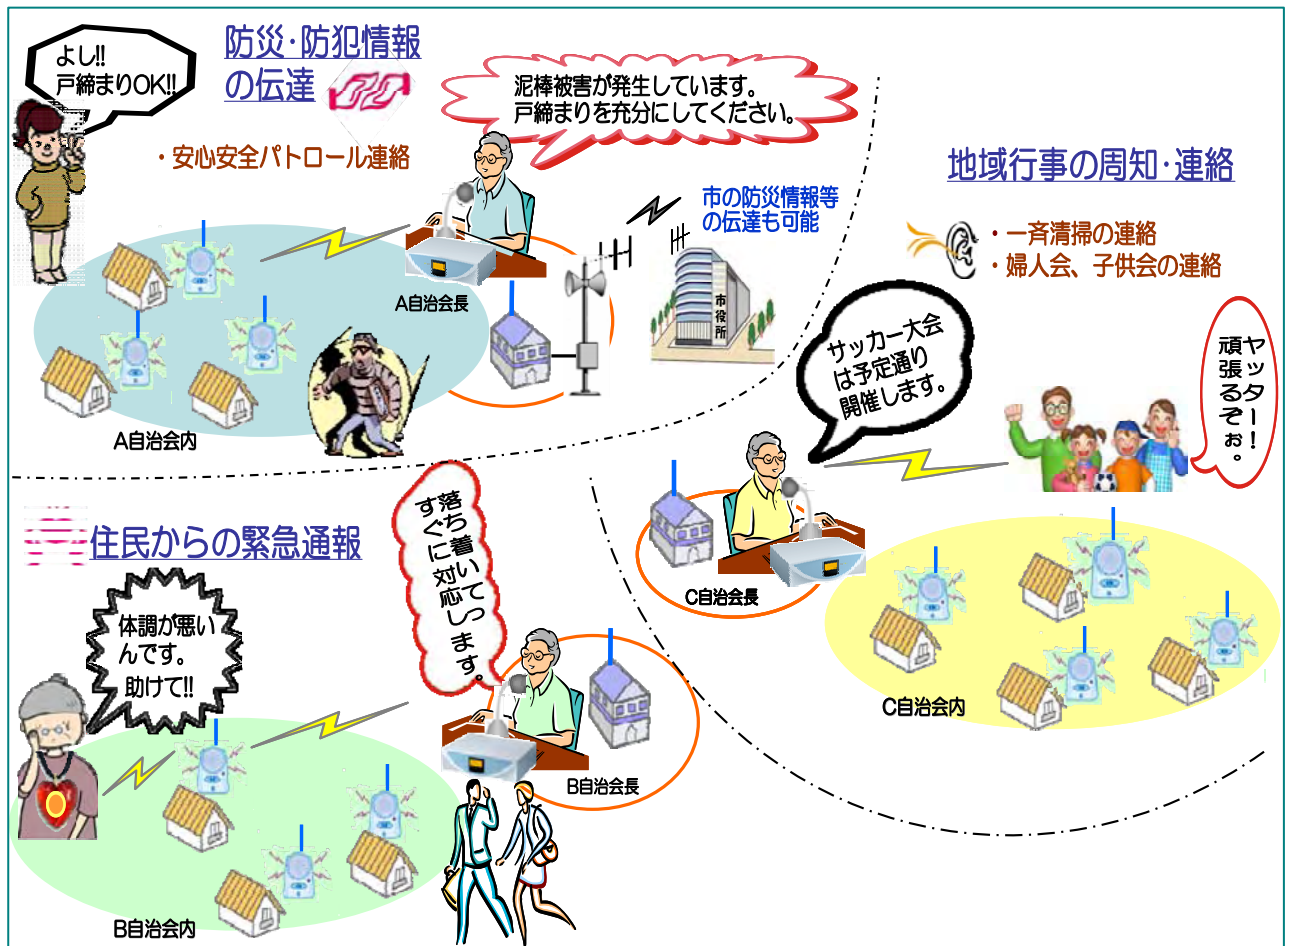 よし!!
戸締まりOK!!
防災・防犯情報
の伝達
・安心安全パトロール連絡
泥棒被害が発生しています。
戸締まりを充分にしてください。
市の防災情報等
の伝達も可能
市役所
A自治会長
A自治会内
地域行事の周知・連絡
・一斉清掃の連絡
・婦人会、子供会の連絡
サッカー大会
は予定通り
開催します。
ヤッター！
頑張るぞぉ。
C自治会長
C自治会内
住民からの緊急通報
体調が悪い
んです。
助けて!!
落ち着いてっ
すぐに対応します。
B自治会長
B自治会内